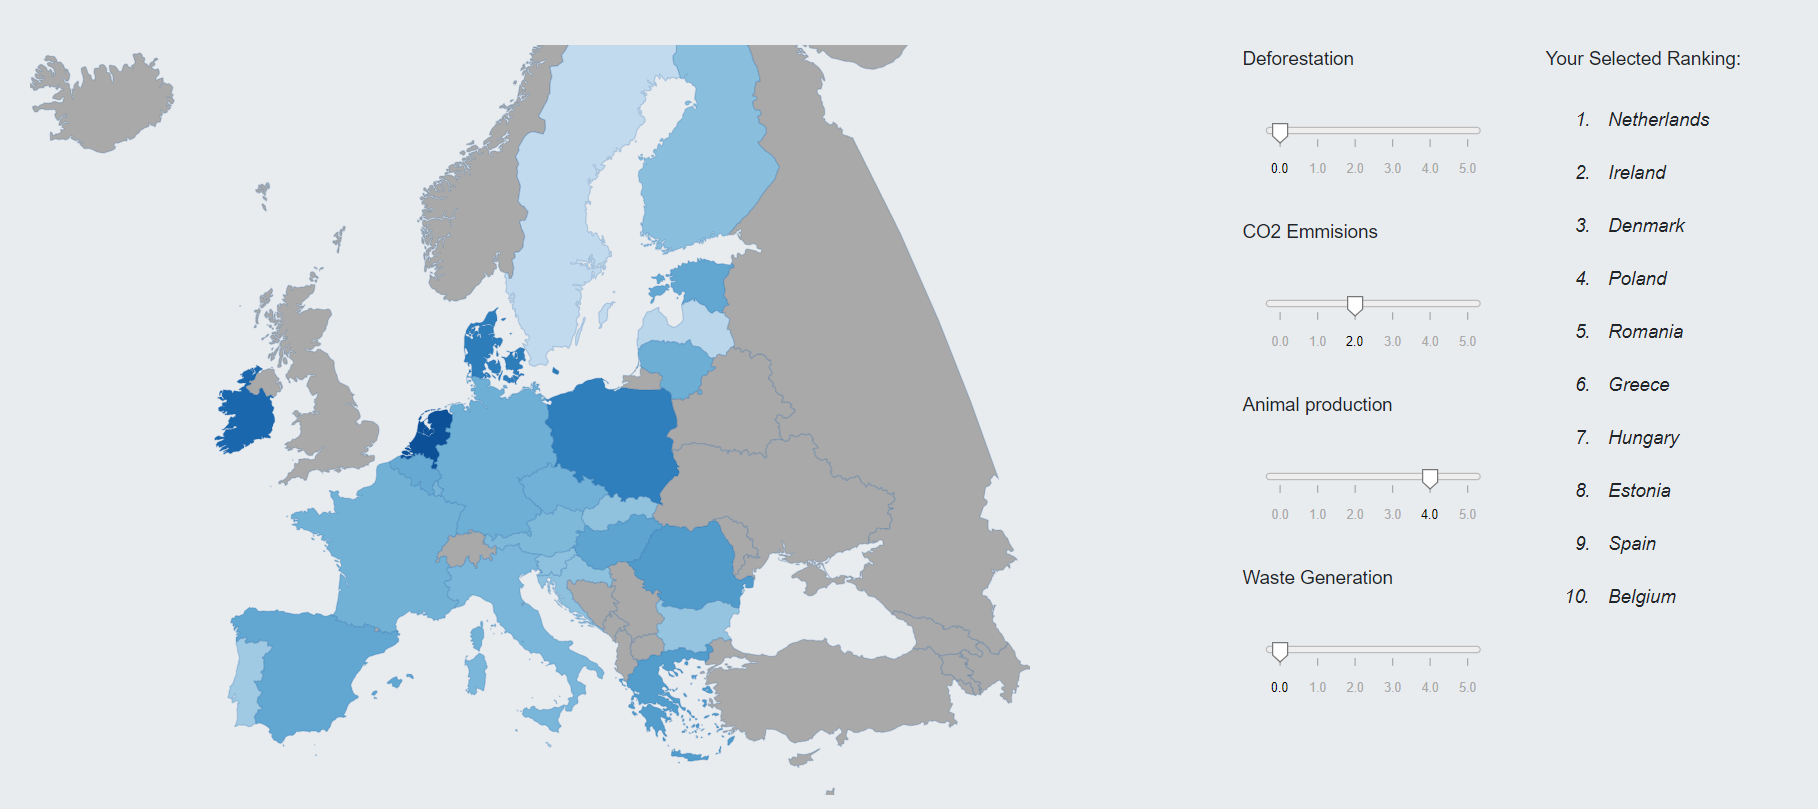 Deforestation
0.0 1.0 2.0 3.0 4.0 5.0
CO2 Emmisions
0.0 1.0 2.0 3.0 4.0 5.0
Animal production
0.0 1.0 2.0 3.0 4.0 5.0
Waste Generation
0.0 1.0 2.0 3.0 4.0 5.0
Your Selected Ranking:
1. Netherlands
2. Ireland
3. Denmark
4. Poland
5. Romania
6. Greece
7. Hungary
8. Estonia
9. Spain
10. Belgium